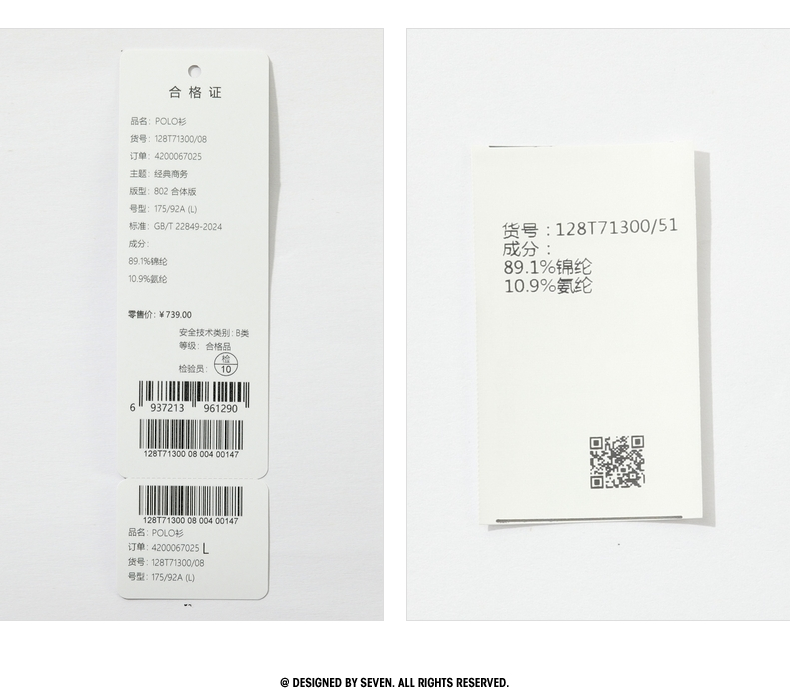 合格证
品名：POLO衫
货号：128T71300/08
订单：4200067025
主题：经典商务
版型：802 合体版
号型：175/92A (L)
标准：GB/T 22849-2024
成分：
89.1%锦纶
10.9%氨纶
零售价：￥739.00
安全技术类别：B类
等级：合格品
检验员：检 10
6 937213 961290
128T71300 08 004 00147
128T71300 08 004 00147
品名：POLO衫
订单：4200067025 L
货号：128T71300/08
号型：175/92A (L)
货号：128T71300/51
成分：
89.1%锦纶
10.9%氨纶
@ DESIGNED BY SEVEN. ALL RIGHTS RESERVED.